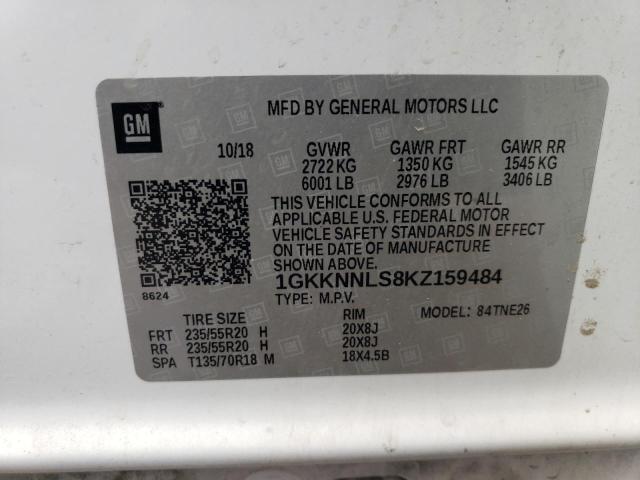 GM
MFD BY GENERAL MOTORS LLC
10/18 GVWR GAWR FRT GAWR RR
2722 KG 1350 KG 1545 KG
6001 LB 2976 LB 3406 LB
THIS VEHICLE CONFORMS TO ALL
APPLICABLE U.S. FEDERAL MOTOR
VEHICLE SAFETY STANDARDS IN EFFECT
ON THE DATE OF MANUFACTURE
SHOWN ABOVE.
1GKKNNLS8KZ159484
8624
TYPE: M.P.V. MODEL: 84TNE26
TIRE SIZE RIM
FRT 235/55R20 H 20X8J
RR 235/55R20 H 20X8J
SPA T135/70R18 M 18X4.5B